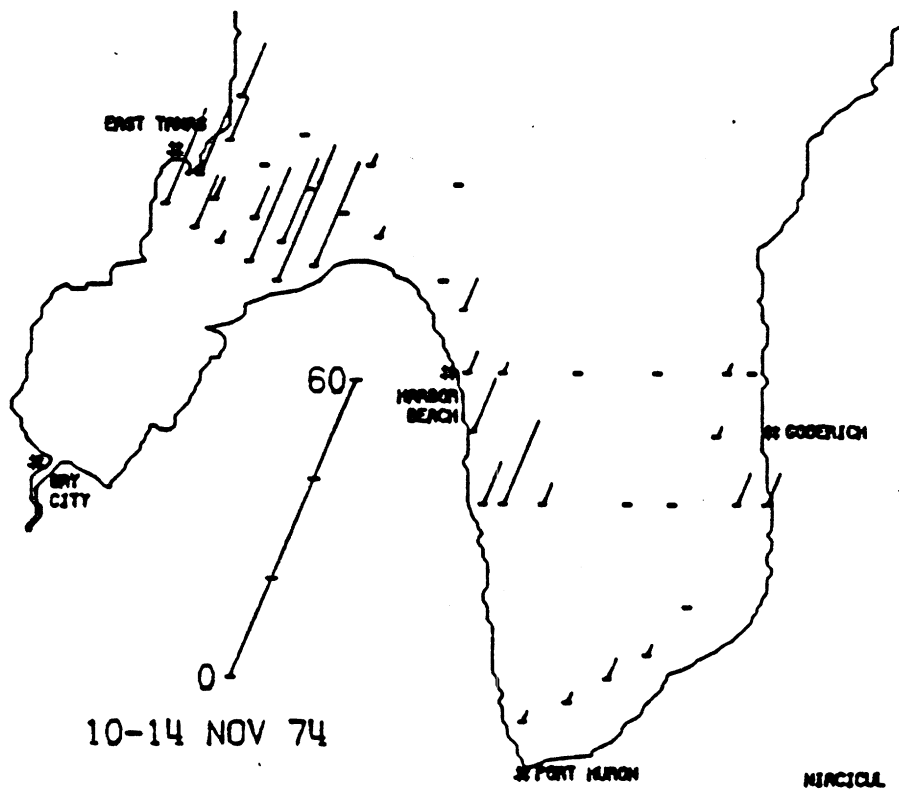 EAST TAWAS
60
HARBOR
BEACH
GODERICH
BAY
CITY
0
10-14 NOV 74
PORT HURON